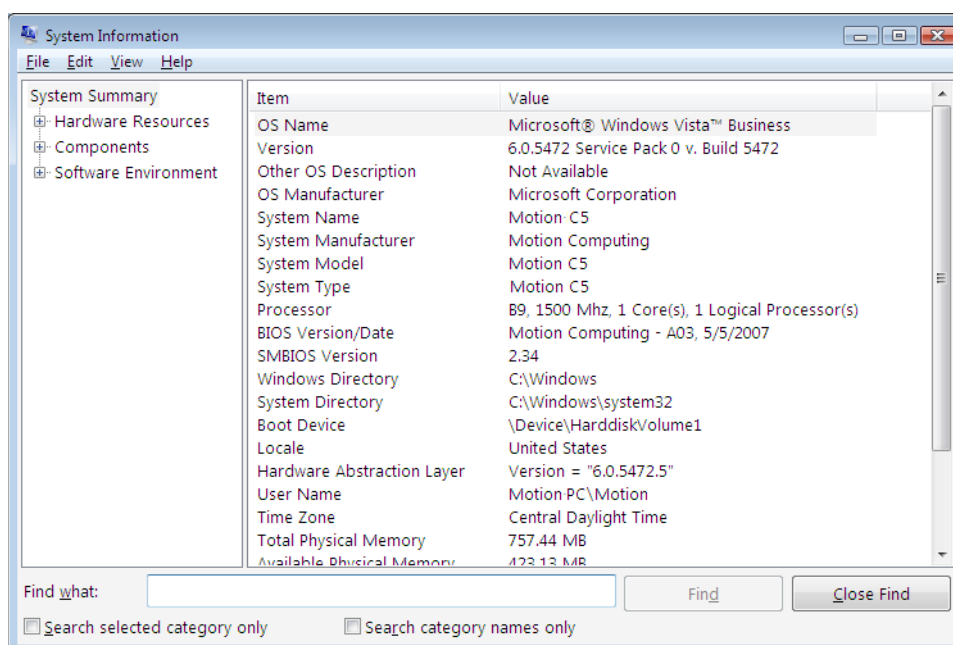 System Information
File Edit View Help
System Summary
Hardware Resources
Components
Software Environment
Item Value
OS Name Microsoft® Windows Vista™ Business
Version 6.0.5472 Service Pack 0 v. Build 5472
Other OS Description Not Available
OS Manufacturer Microsoft Corporation
System Name Motion C5
System Manufacturer Motion Computing
System Model Motion C5
System Type Motion C5
Processor B9, 1500 Mhz, 1 Core(s), 1 Logical Processor(s)
BIOS Version/Date Motion Computing - A03, 5/5/2007
SMBIOS Version 2.34
Windows Directory C:\Windows
System Directory C:\Windows\system32
Boot Device \Device\HarddiskVolume1
Locale United States
Hardware Abstraction Layer Version = "6.0.5472.5"
User Name Motion-PC\Motion
Time Zone Central Daylight Time
Total Physical Memory 757.44 MB
Available Physical Memory 423.13 MB
Find what: Find Close Find
Search selected category only Search category names only